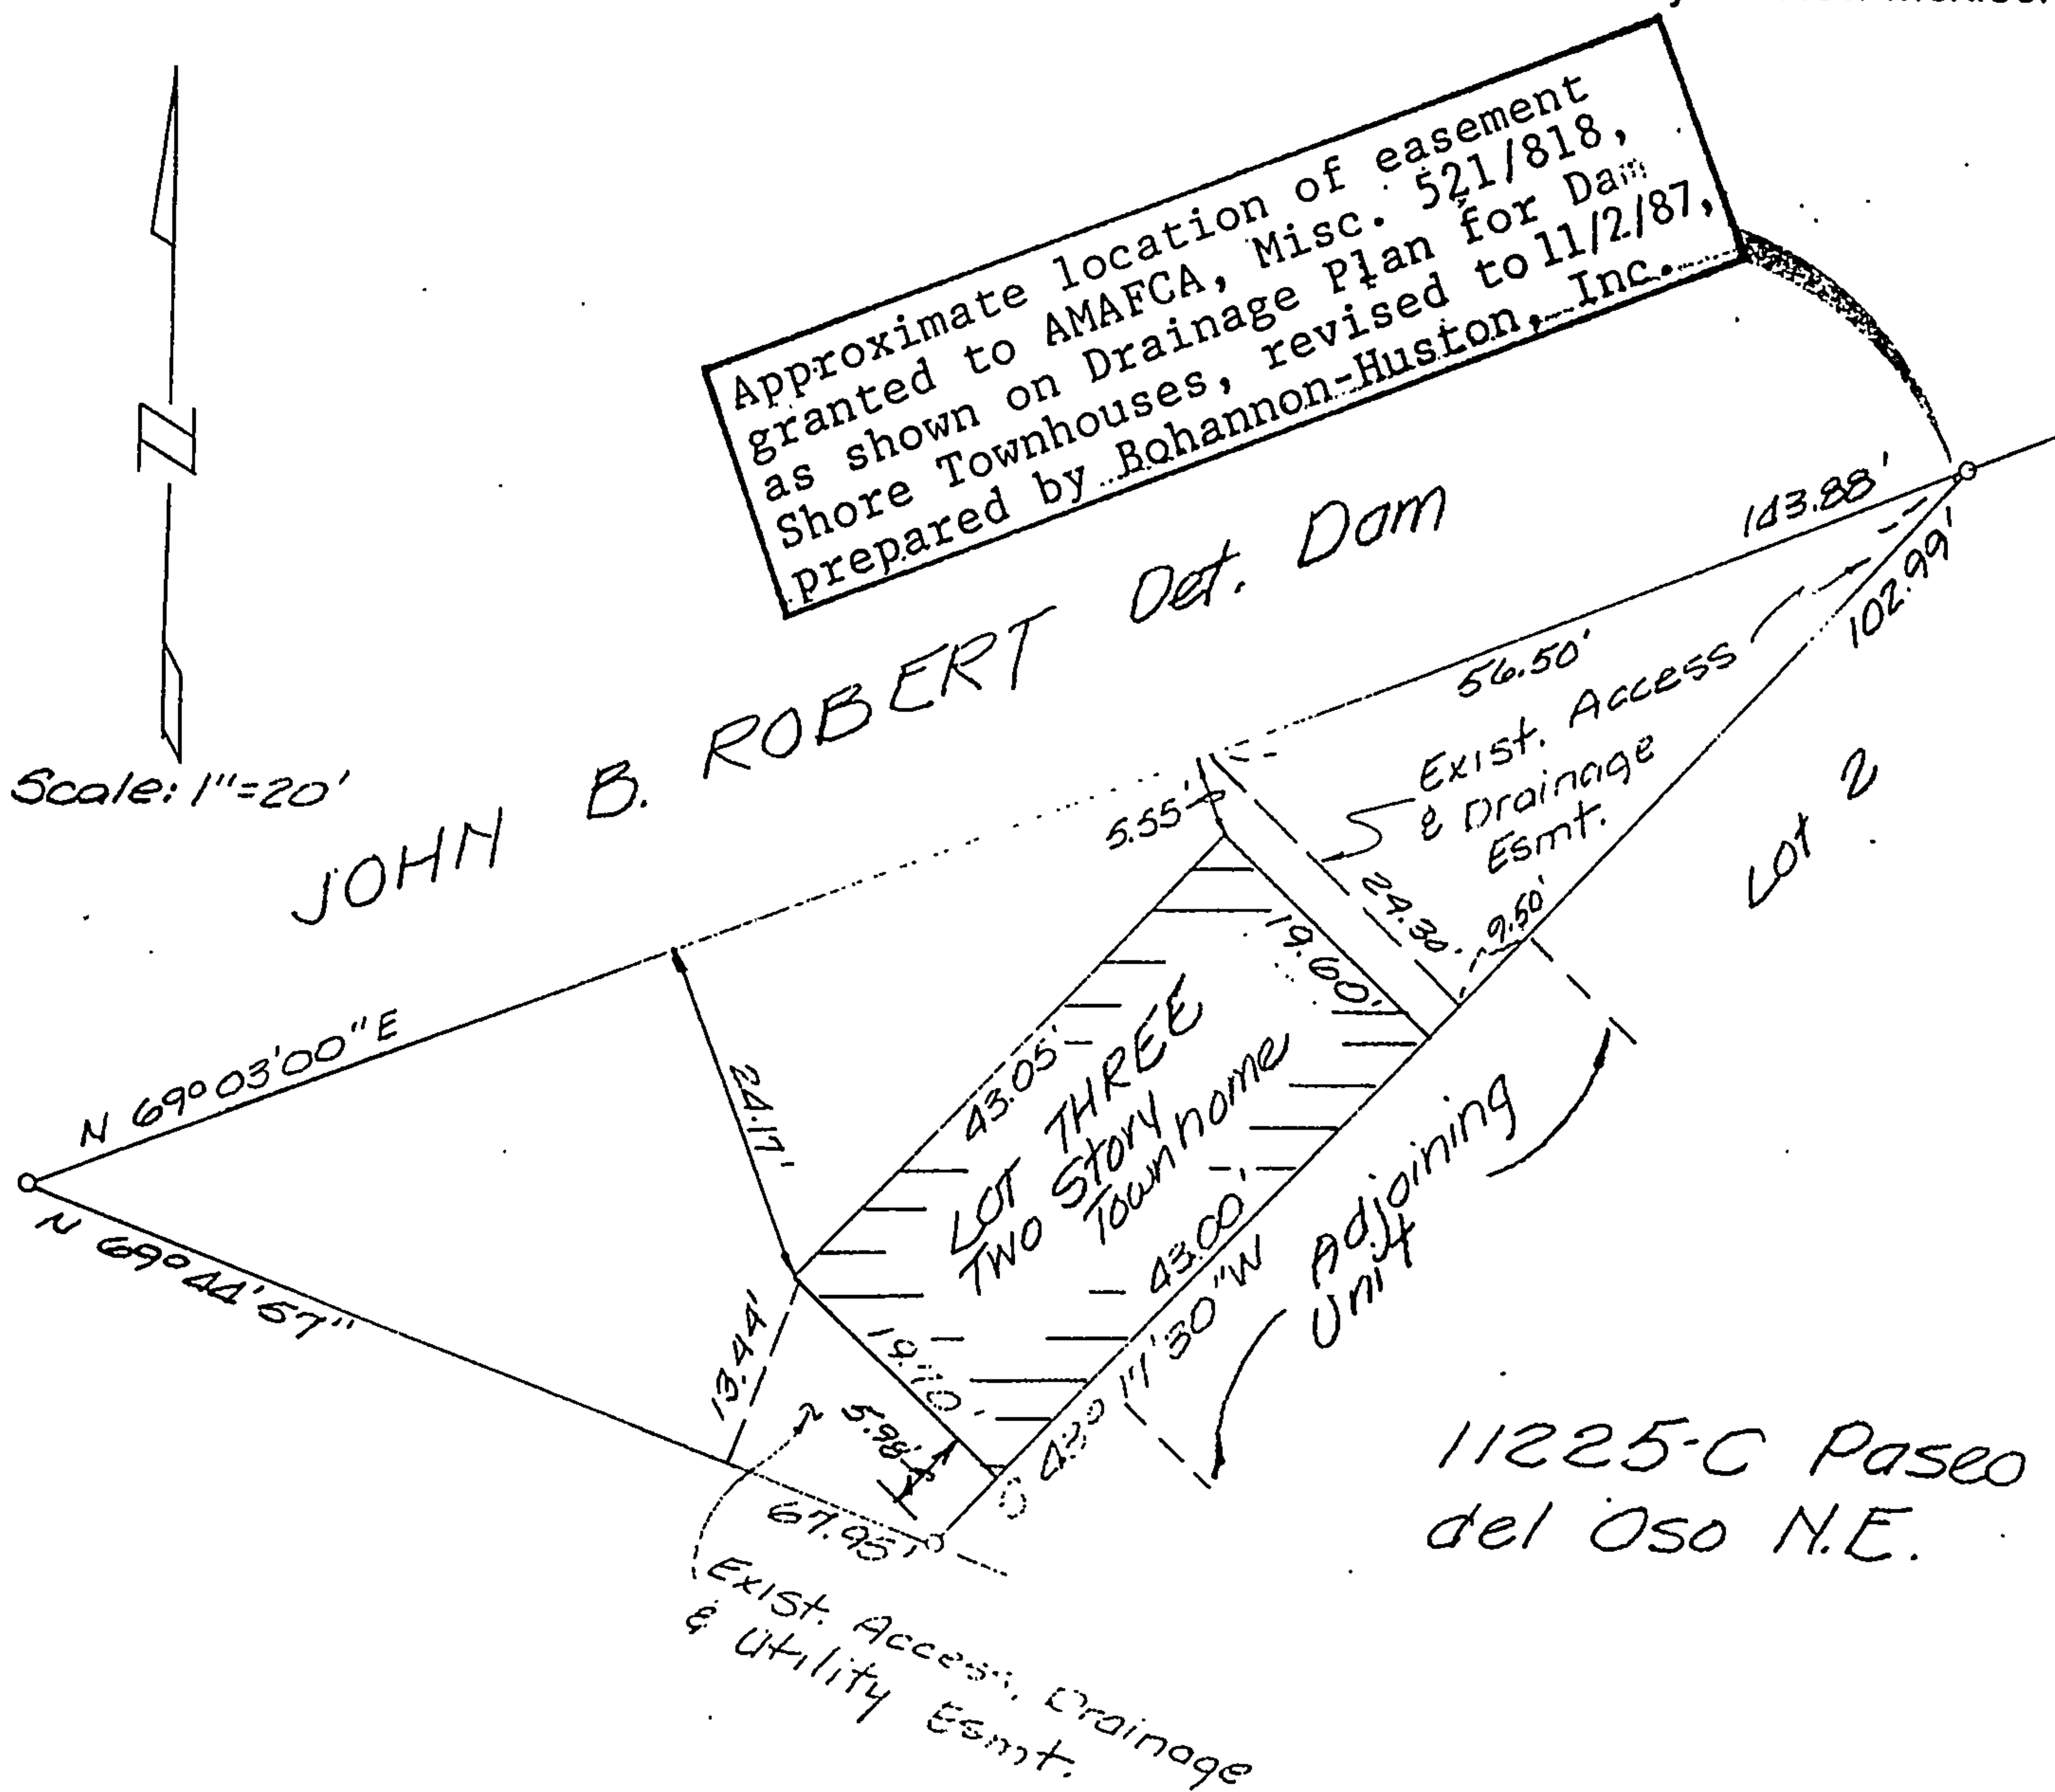 Approximate location of easement
granted to AMAFCA, Misc. 521/818,
as shown on Drainage Plan for Dam
Shore Townhouses, revised to 11/2/87,
prepared by Bohannon-Huston, Inc.
Scale: 1"=20'
N
JOHN B. ROBERT Det. Dam
143.88'
102.99'
56.50'
Exist. Access
& Drainage
Esmt.
Lot 2
5.55'
24.30'
9.50'
19.60'
N 69° 03' 00" E
24.17'
43.05'
LOT THREE
Two Story
Townhome
43.00'
Adjoining
Unit
N 69° 44' 57"
13.44'
5.98'
S 43° 17' 30" W
67.95'
11225-C Paseo
del Oso N.E.
Exist. Access, Drainage
& Utility Esmt.